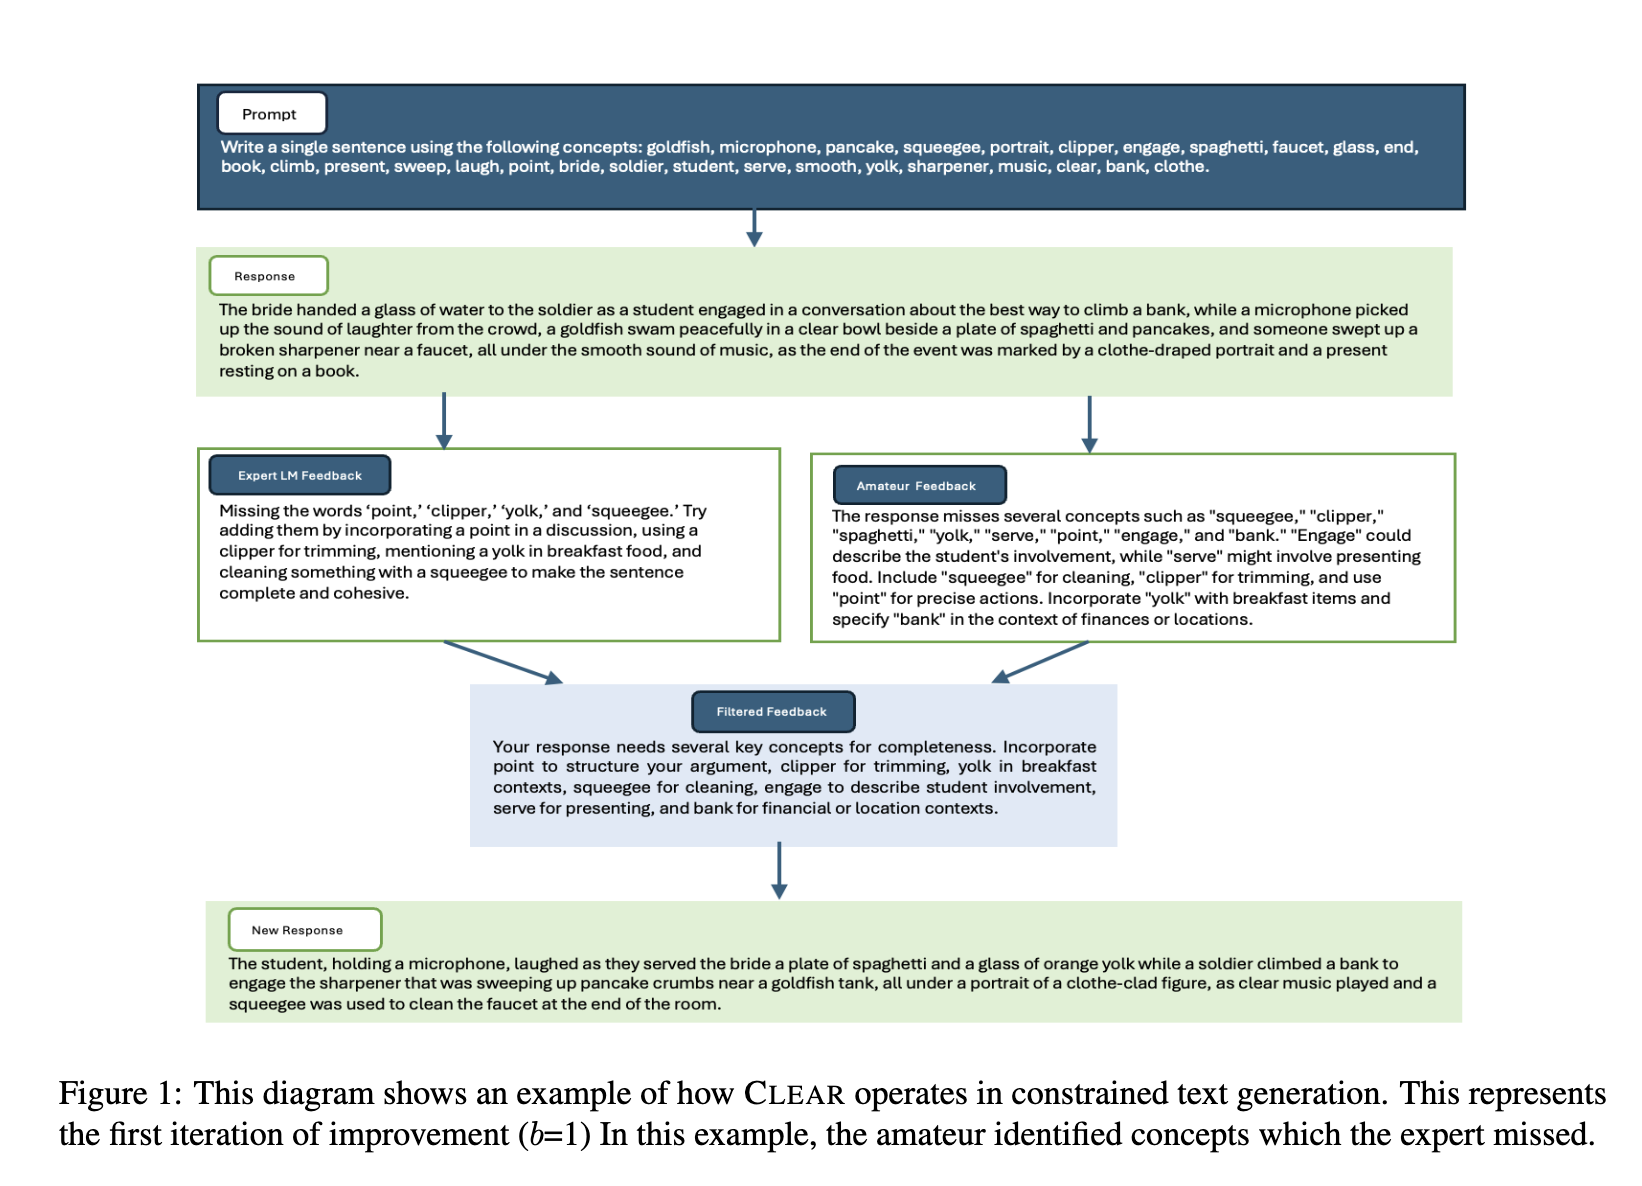 Prompt
Write a single sentence using the following concepts: goldfish, microphone, pancake, squeegee, portrait, clipper, engage, spaghetti, faucet, glass, end,
book, climb, present, sweep, laugh, point, bride, soldier, student, serve, smooth, yolk, sharpener, music, clear, bank, clothe.
Response
The bride handed a glass of water to the soldier as a student engaged in a conversation about the best way to climb a bank, while a microphone picked
up the sound of laughter from the crowd, a goldfish swam peacefully in a clear bowl beside a plate of spaghetti and pancakes, and someone swept up a
broken sharpener near a faucet, all under the smooth sound of music, as the end of the event was marked by a clothe-draped portrait and a present
resting on a book.
Expert LM Feedback
Missing the words ‘point,’ ‘clipper,’ ‘yolk,’ and ‘squeegee.’ Try
adding them by incorporating a point in a discussion, using a
clipper for trimming, mentioning a yolk in breakfast food, and
cleaning something with a squeegee to make the sentence
complete and cohesive.
Amateur Feedback
The response misses several concepts such as "squeegee," "clipper,"
"spaghetti," "yolk," "serve," "point," "engage," and "bank." "Engage" could
describe the student's involvement, while "serve" might involve presenting
food. Include "squeegee" for cleaning, "clipper" for trimming, and use
"point" for precise actions. Incorporate "yolk" with breakfast items and
specify "bank" in the context of finances or locations.
Filtered Feedback
Your response needs several key concepts for completeness. Incorporate
point to structure your argument, clipper for trimming, yolk in breakfast
contexts, squeegee for cleaning, engage to describe student involvement,
serve for presenting, and bank for financial or location contexts.
New Response
The student, holding a microphone, laughed as they served the bride a plate of spaghetti and a glass of orange yolk while a soldier climbed a bank to
engage the sharpener that was sweeping up pancake crumbs near a goldfish tank, all under a portrait of a clothe-clad figure, as clear music played and a
squeegee was used to clean the faucet at the end of the room.
Figure 1: This diagram shows an example of how CLEAR operates in constrained text generation. This represents
the first iteration of improvement (b=1) In this example, the amateur identified concepts which the expert missed.